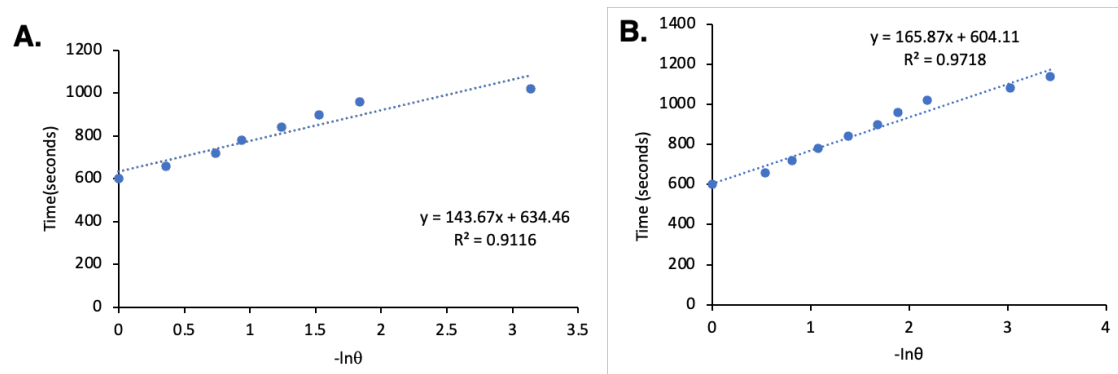 A.
1200
1000
800
600
400
200
0
Time(seconds)
y = 143.67x + 634.46
R² = 0.9116
0 0.5 1 1.5 2 2.5 3 3.5
-lnθ
B.
1400
1200
1000
800
600
400
200
0
Time (seconds)
y = 165.87x + 604.11
R² = 0.9718
0 1 2 3 4
-lnθ